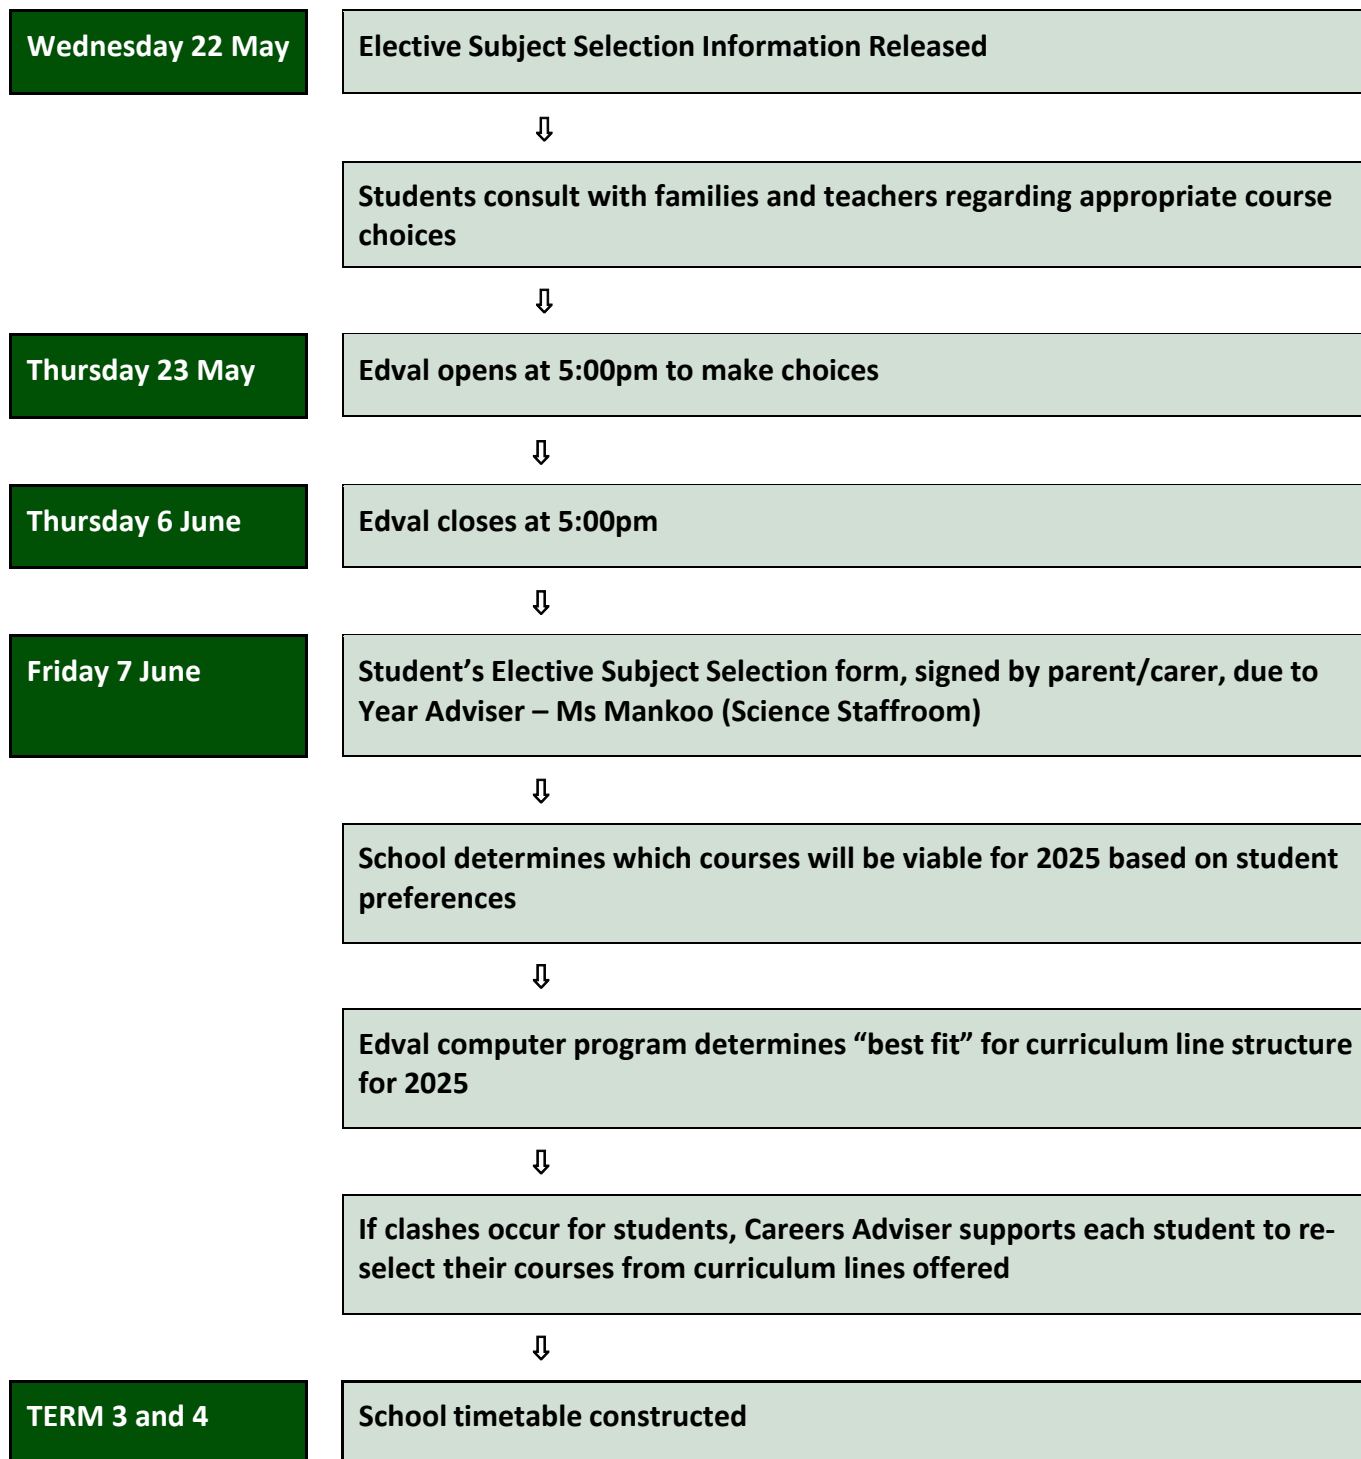 Wednesday 22 May
Elective Subject Selection Information Released
⇩
Students consult with families and teachers regarding appropriate course
choices
⇩
Thursday 23 May
Edval opens at 5:00pm to make choices
⇩
Thursday 6 June
Edval closes at 5:00pm
⇩
Friday 7 June
Student’s Elective Subject Selection form, signed by parent/carer, due to
Year Adviser – Ms Mankoo (Science Staffroom)
⇩
School determines which courses will be viable for 2025 based on student
preferences
⇩
Edval computer program determines “best fit” for curriculum line structure
for 2025
⇩
If clashes occur for students, Careers Adviser supports each student to re-
select their courses from curriculum lines offered
⇩
TERM 3 and 4
School timetable constructed